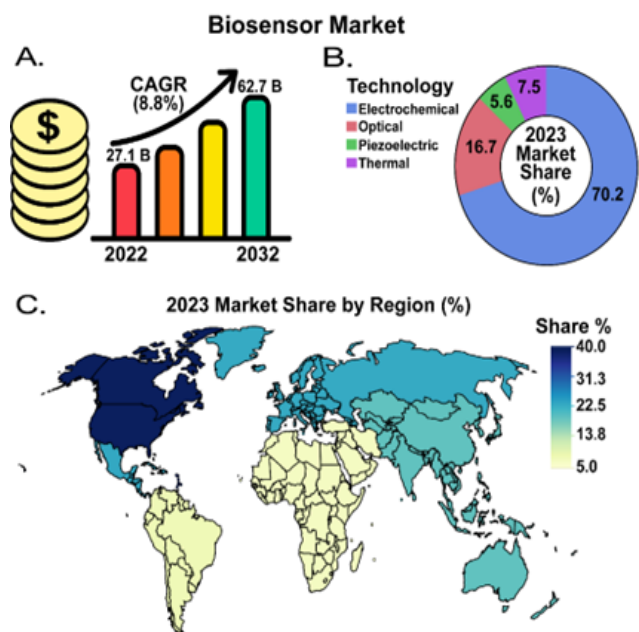 Biosensor Market
A.
$
CAGR
(8.8%)
27.1 B
62.7 B
2022
2032
B.
Technology
Electrochemical
Optical
Piezoelectric
Thermal
7.5
5.6
16.7
70.2
2023
Market
Share
(%)
C.
2023 Market Share by Region (%)
Share %
40.0
31.3
22.5
13.8
5.0